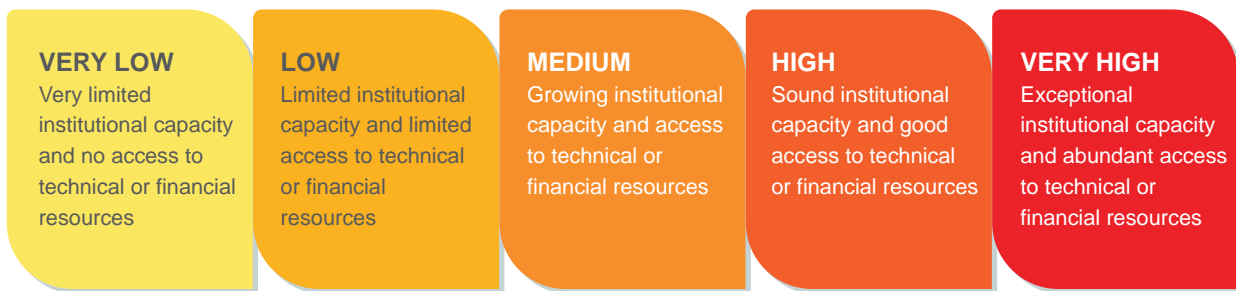 VERY LOW
Very limited
institutional capacity
and no access to
technical or financial
resources
LOW
Limited institutional
capacity and limited
access to technical
or financial
resources
MEDIUM
Growing institutional
capacity and access
to technical or
financial resources
HIGH
Sound institutional
capacity and good
access to technical
or financial resources
VERY HIGH
Exceptional
institutional capacity
and abundant access
to technical or
financial resources